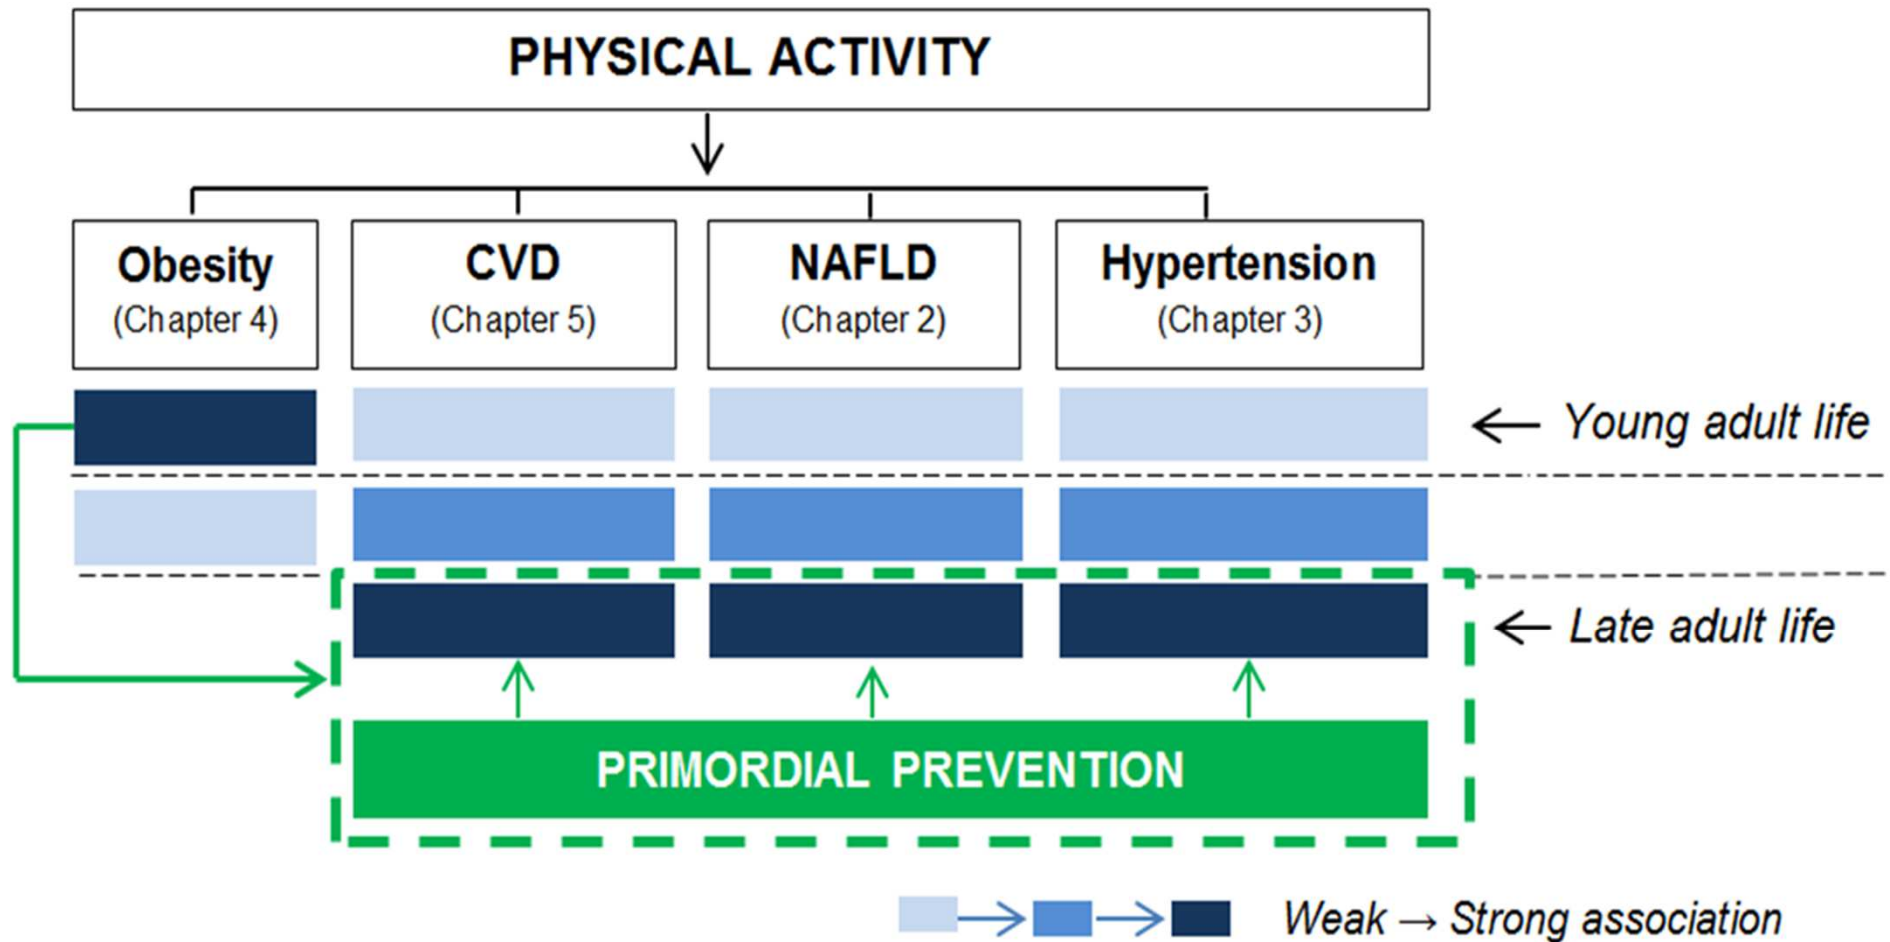 PHYSICAL ACTIVITY
Obesity
(Chapter 4)
CVD
(Chapter 5)
NAFLD
(Chapter 2)
Hypertension
(Chapter 3)
Young adult life
Late adult life
PRIMORDIAL PREVENTION
Weak → Strong association